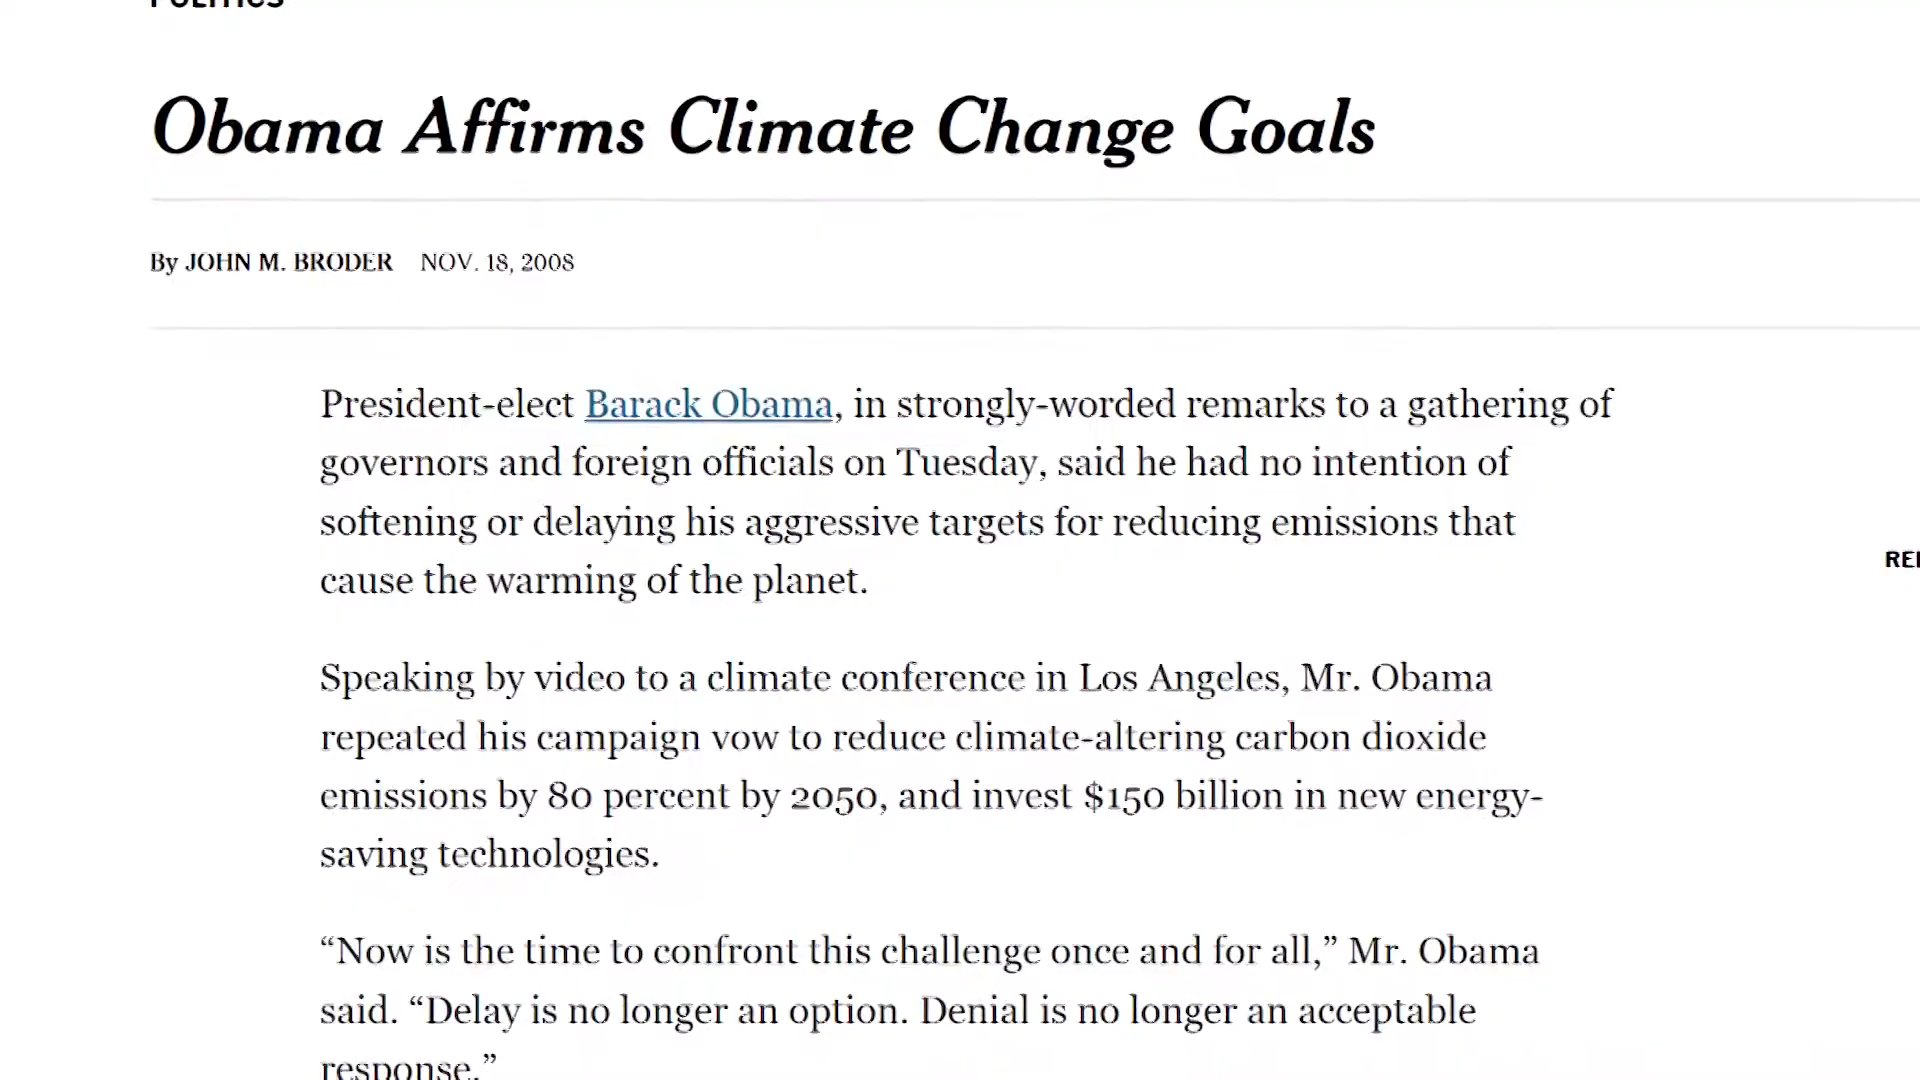 POLITICS
Obama Affirms Climate Change Goals
By JOHN M. BRODER NOV. 18, 2008
President-elect Barack Obama, in strongly-worded remarks to a gathering of
governors and foreign officials on Tuesday, said he had no intention of
softening or delaying his aggressive targets for reducing emissions that
cause the warming of the planet.
Speaking by video to a climate conference in Los Angeles, Mr. Obama
repeated his campaign vow to reduce climate-altering carbon dioxide
emissions by 80 percent by 2050, and invest $150 billion in new energy-
saving technologies.
“Now is the time to confront this challenge once and for all,” Mr. Obama
said. “Delay is no longer an option. Denial is no longer an acceptable
response.”